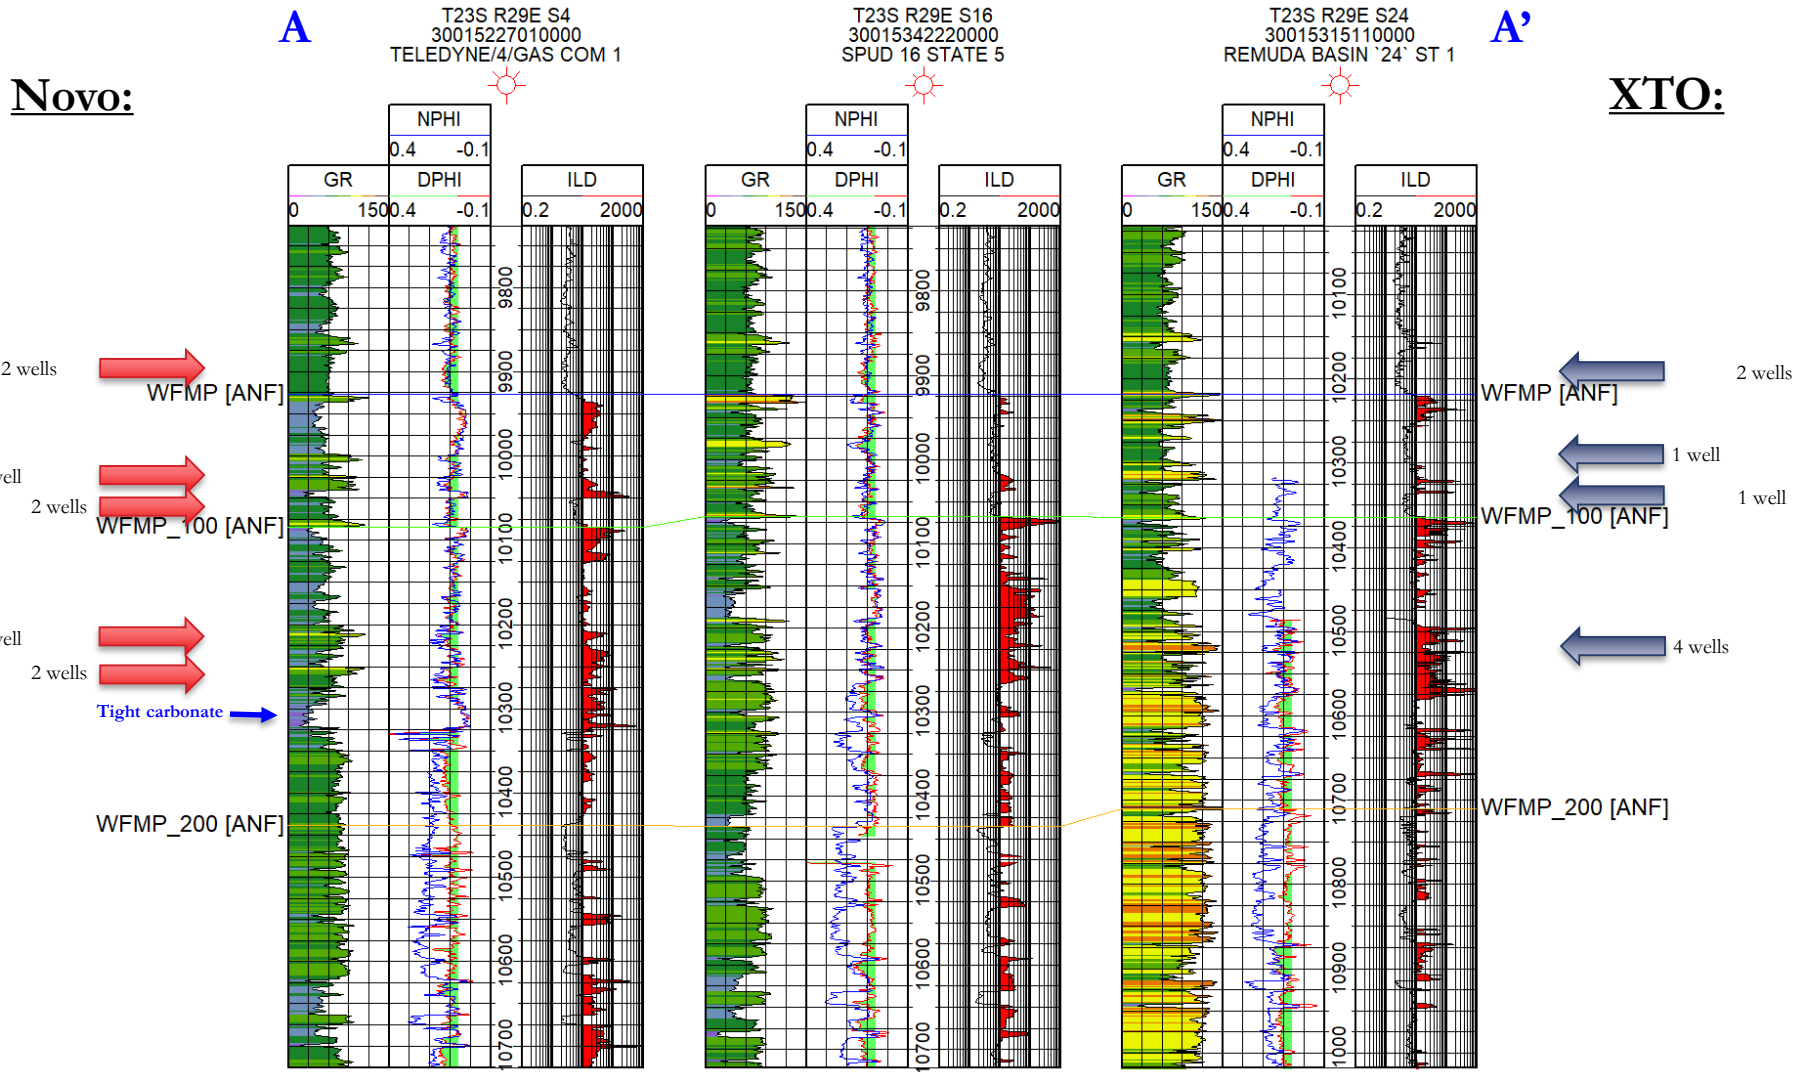 A
T23S R29E S4
30015227010000
TELEDYNE/4/GAS COM 1
T23S R29E S16
30015342220000
SPUD 16 STATE 5
T23S R29E S24
30015315110000
REMUDA BASIN `24` ST 1
A'
Novo:
XTO:
NPHI
0.4 -0.1
GR DPHI ILD
0 150 0.4 -0.1 0.2 2000
NPHI
0.4 -0.1
GR DPHI ILD
0 150 0.4 -0.1 0.2 2000
NPHI
0.4 -0.1
GR DPHI ILD
0 150 0.4 -0.1 0.2 2000
2 wells
WFMP [ANF]
2 wells
WFMP_100 [ANF]
2 wells
Tight carbonate
WFMP_200 [ANF]
9800
9900
10000
10100
10200
10300
10400
10500
10600
10700
9800
9900
10000
10100
10200
10300
10400
10500
10600
10700
10100
10200
10300
10400
10500
10600
10700
10800
10900
11000
2 wells
WFMP [ANF]
1 well
1 well
WFMP_100 [ANF]
4 wells
WFMP_200 [ANF]